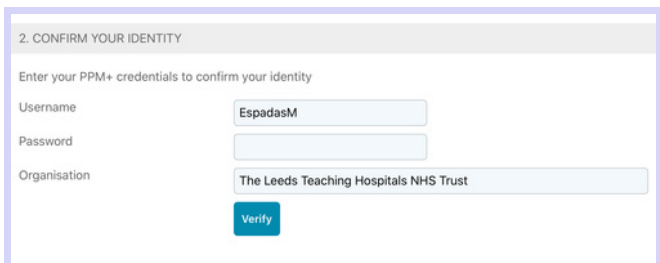 2. CONFIRM YOUR IDENTITY
Enter your PPM+ credentials to confirm your identity
Username EspadasM
Password
Organisation The Leeds Teaching Hospitals NHS Trust
Verify